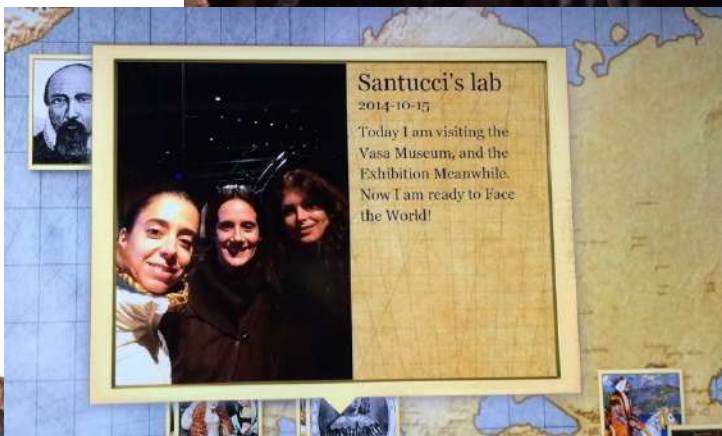 Santucci's lab
2014-10-15
Today I am visiting the
Vasa Museum, and the
Exhibition Meanwhile.
Now I am ready to Face
the World!